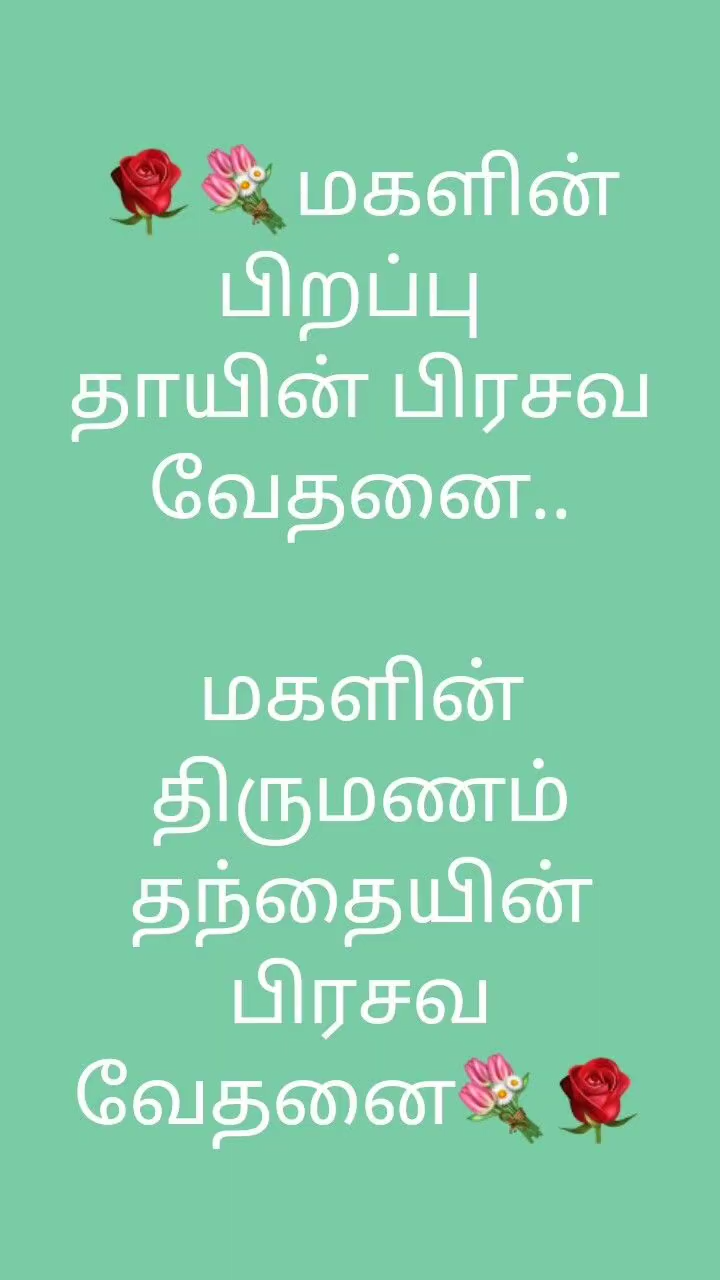 🌹💐மகளின்
பிறப்பு
தாயின் பிரசவ
வேதனை..
மகளின்
திருமணம்
தந்தையின்
பிரசவ
வேதனை💐🌹